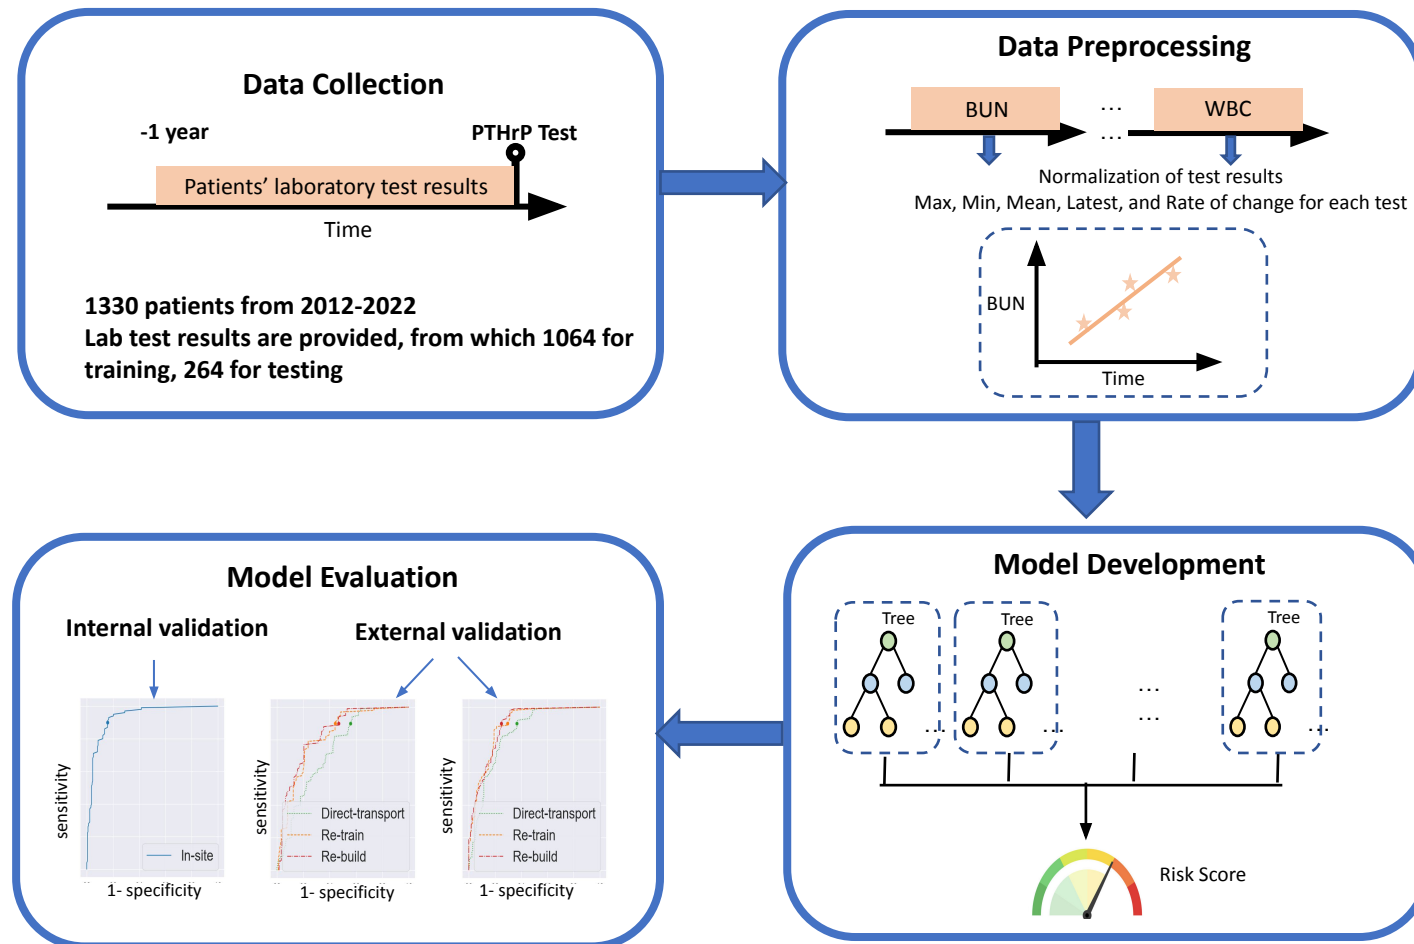 Data Collection
-1 year
PTHrP Test
Patients’ laboratory test results
Time
1330 patients from 2012-2022
Lab test results are provided, from which 1064 for
training, 264 for testing
Data Preprocessing
BUN
...
...
WBC
Normalization of test results
Max, Min, Mean, Latest, and Rate of change for each test
BUN
Time
Model Evaluation
Internal validation
External validation
sensitivity
In-site
1- specificity
sensitivity
Direct-transport
Re-train
Re-build
1- specificity
sensitivity
Direct-transport
Re-train
Re-build
1- specificity
Model Development
Tree
Tree
Tree
...
...
...
...
...
Risk Score